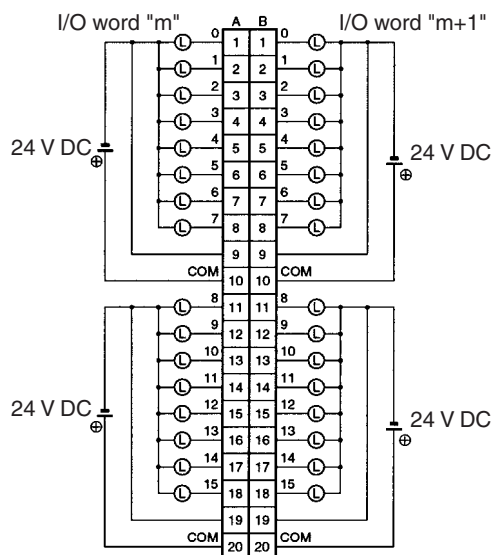 I/O word "m" A B I/O word "m+1"
0 1 1 0
L L
1 2 2 1
L L
2 3 3 2
L L
3 4 4 3
L L
24 V DC 4 5 5 4 24 V DC
L L
⊕ 5 6 6 5 ⊕
L L
6 7 7 6
L L
7 8 8 7
L L
9 9
COM 10 10 COM
8 11 11 8
L L
9 12 12 9
L L
10 13 13 10
L L
11 14 14 11
L L
24 V DC 12 15 15 12 24 V DC
L L
⊕ 13 16 16 13 ⊕
L L
14 17 17 14
L L
15 18 18 15
L L
19 19
COM 20 20 COM